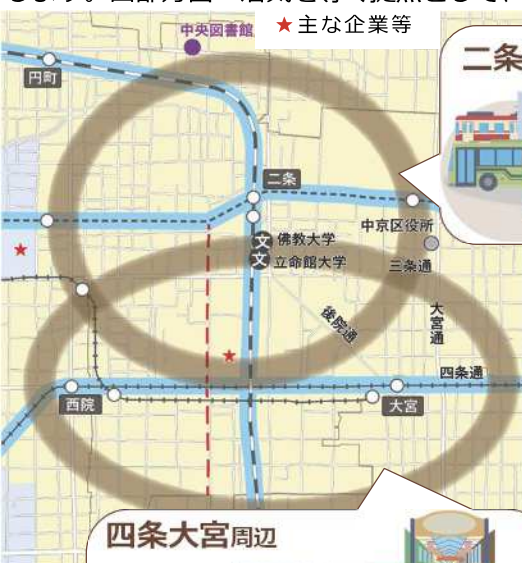 ★主な企業等
中央図書館
円町
二条
二条
中京区役所
文 佛教大学
文 立命館大学
三条通
大宮通
後院通
四条通
西院
大宮
四条大宮周辺